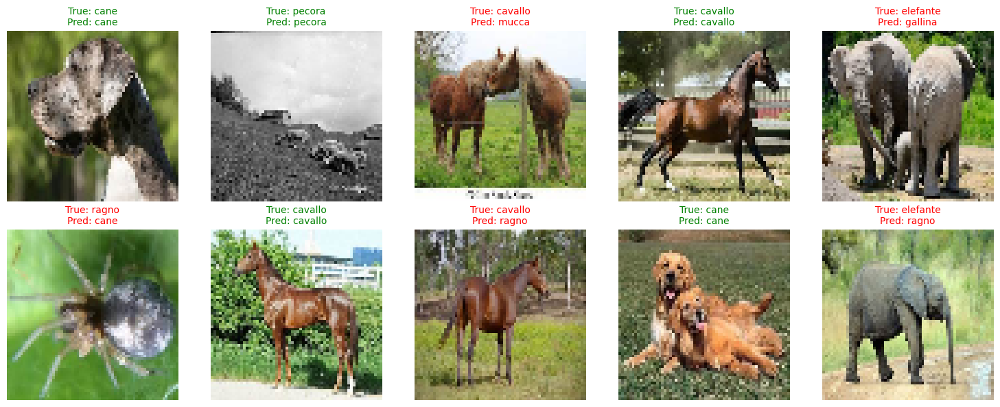 True: cane
Pred: cane
True: pecora
Pred: pecora
True: cavallo
Pred: mucca
True: cavallo
Pred: cavallo
True: elefante
Pred: gallina
True: ragno
Pred: cane
True: cavallo
Pred: cavallo
True: cavallo
Pred: ragno
True: cane
Pred: cane
True: elefante
Pred: ragno